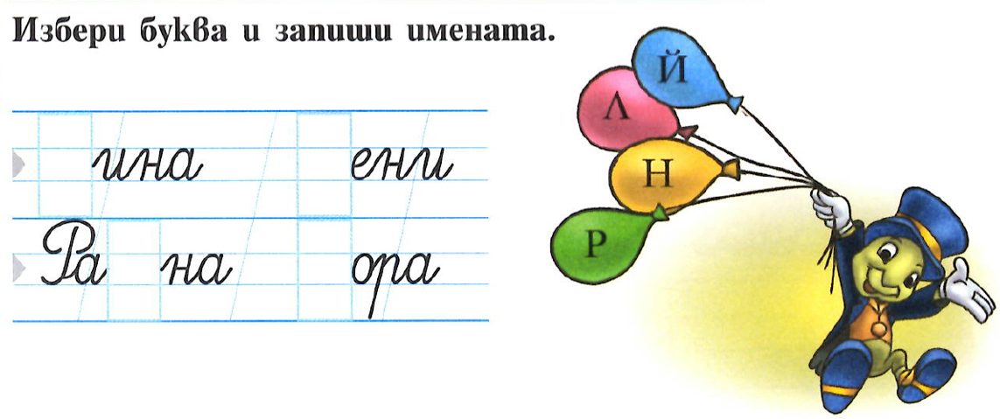 Избери буква и запиши имената.
Й
Л
Н
Р
ина ени
Ра на ора